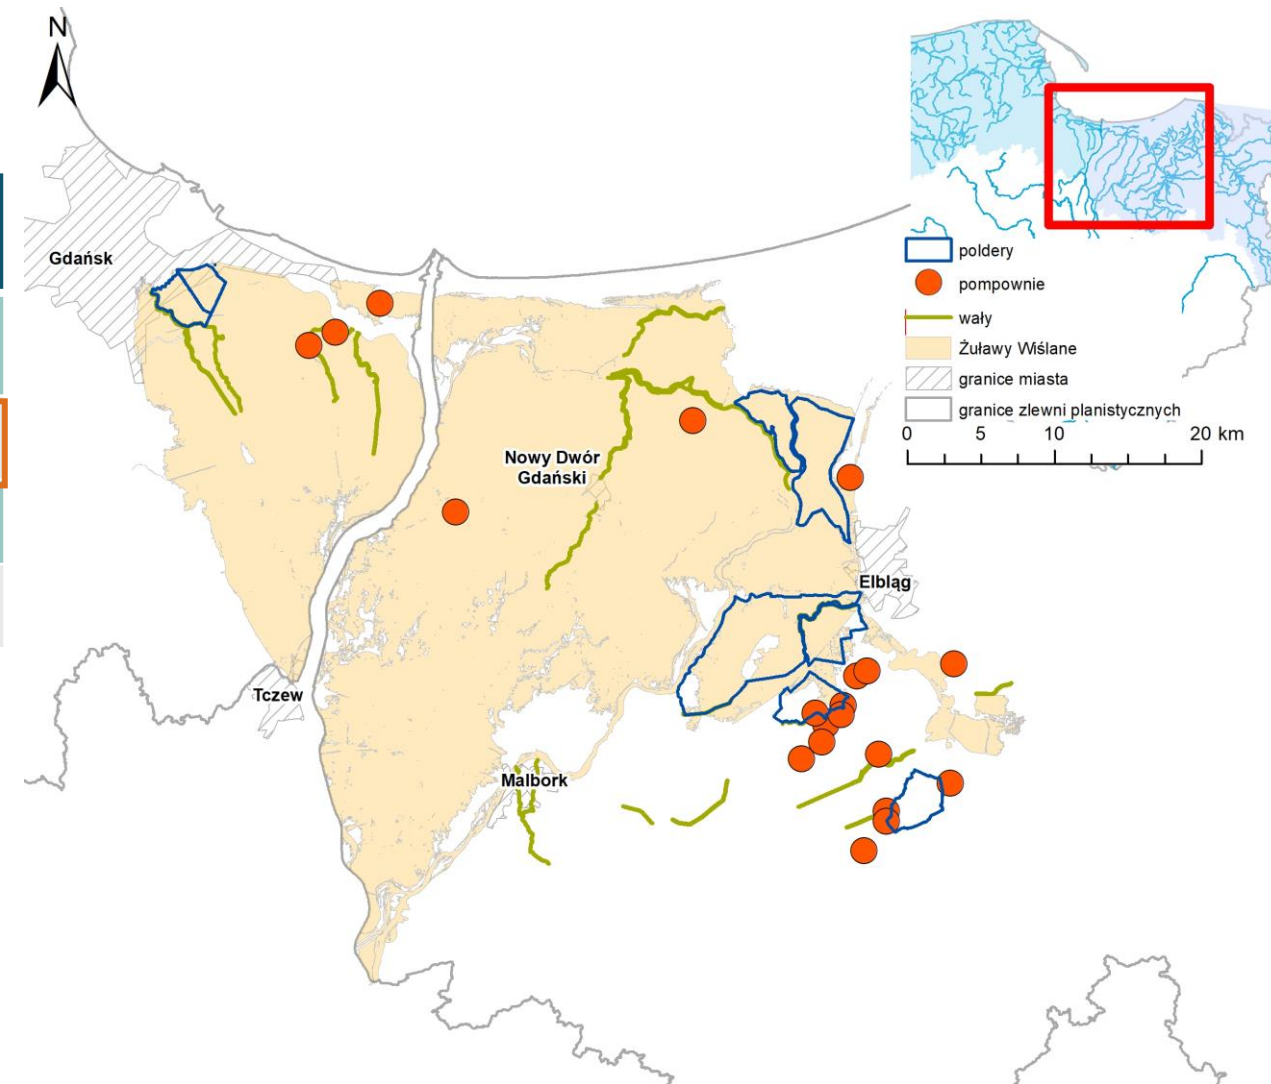 N
Gdańsk
poldery
pompownie
wały
Żuławy Wiślane
granice miasta
granice zlewni planistycznych
0 5 10 20 km
Nowy Dwór
Gdański
Elbląg
Tczew
Malbork